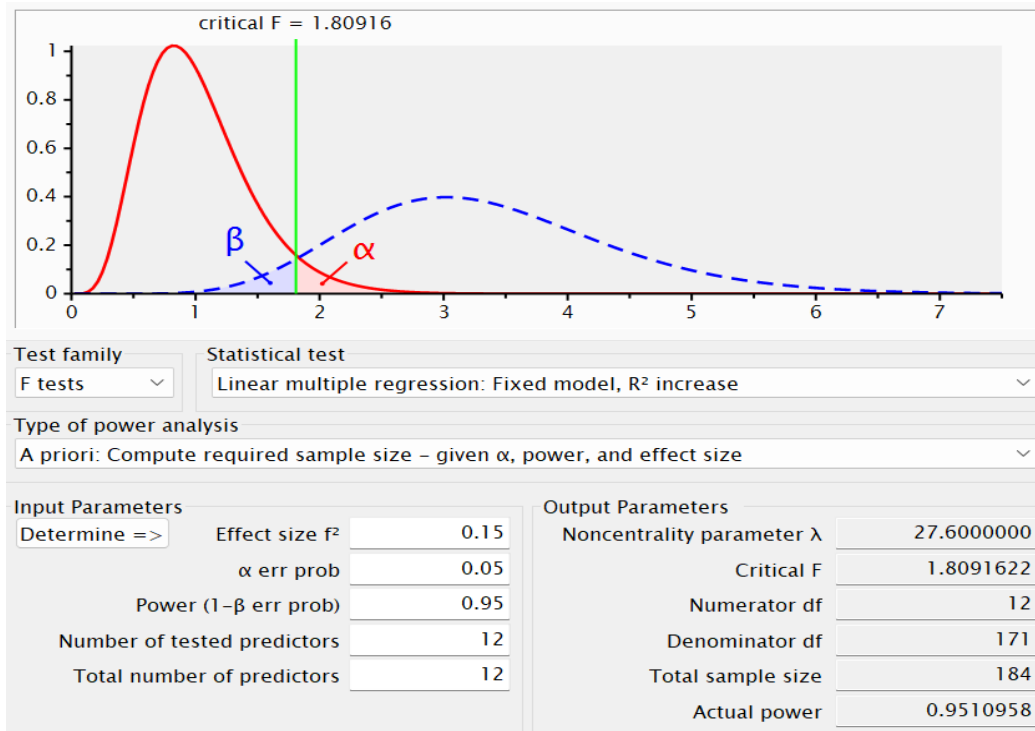 critical F = 1.80916
1
0.8
0.6
0.4
0.2
0
β
α
0 1 2 3 4 5 6 7
Test family Statistical test
F tests Linear multiple regression: Fixed model, R² increase
Type of power analysis
A priori: Compute required sample size – given α, power, and effect size
Input Parameters Output Parameters
Determine => Effect size f² 0.15 Noncentrality parameter λ 27.6000000
α err prob 0.05 Critical F 1.8091622
Power (1-β err prob) 0.95 Numerator df 12
Number of tested predictors 12 Denominator df 171
Total number of predictors 12 Total sample size 184
Actual power 0.9510958